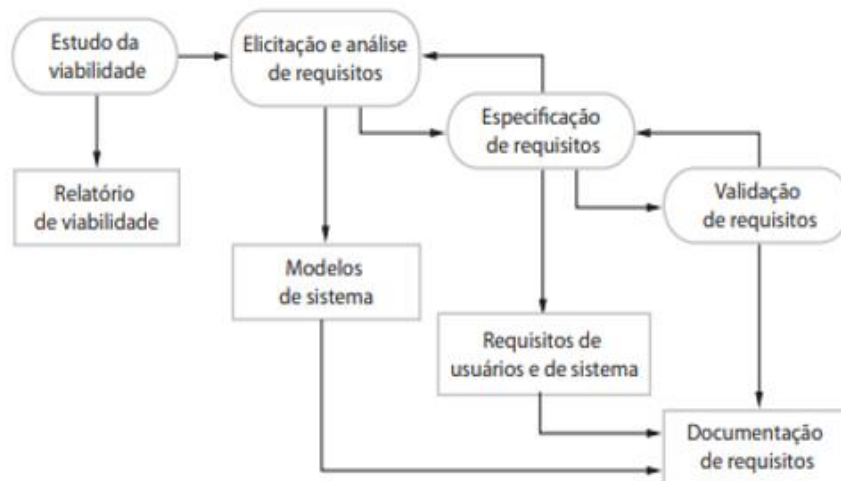 Estudo da
viabilidade
Elicitação e análise
de requisitos
Especificação
de requisitos
Validação
de requisitos
Relatório
de viabilidade
Modelos
de sistema
Requisitos de
usuários e de sistema
Documentação
de requisitos